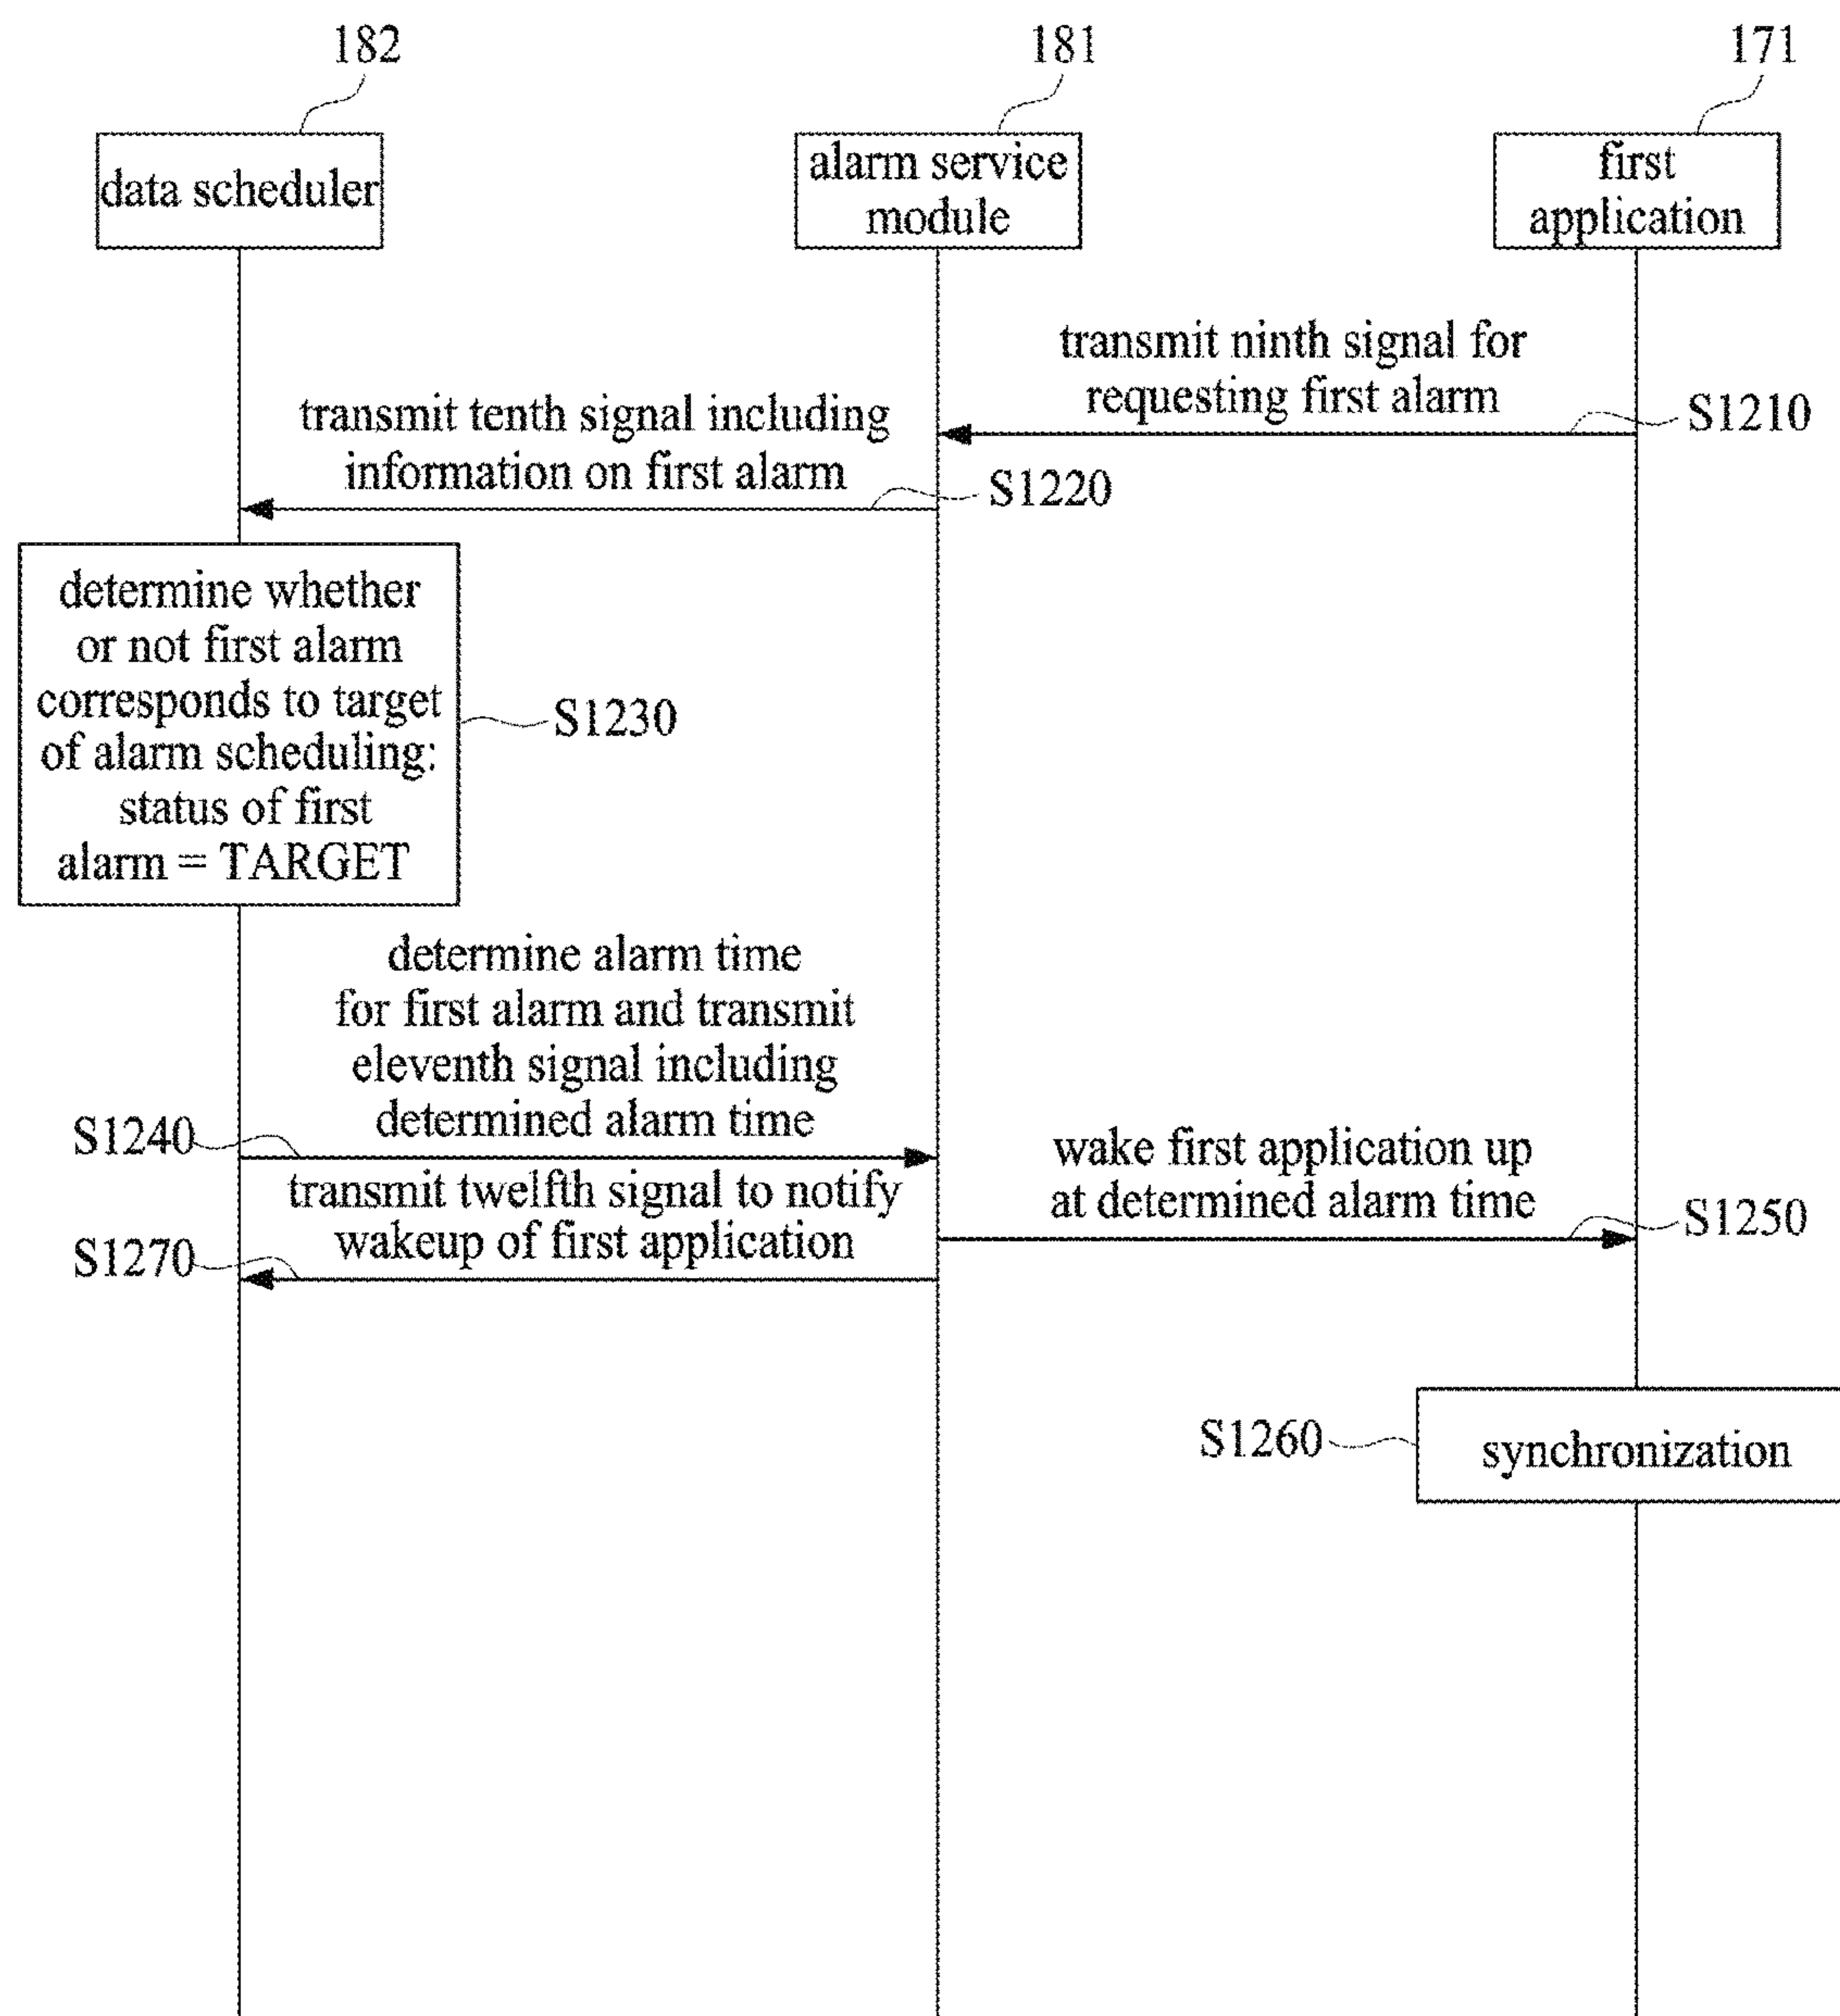 182
181
171
data scheduler
alarm service
module
first
application
transmit ninth signal for
requesting first alarm
S1210
transmit tenth signal including
information on first alarm
S1220
determine whether
or not first alarm
corresponds to target
of alarm scheduling:
status of first
alarm = TARGET
S1230
determine alarm time
for first alarm and transmit
eleventh signal including
determined alarm time
S1240
wake first application up
at determined alarm time
S1250
transmit twelfth signal to notify
wakeup of first application
S1270
S1260
synchronization